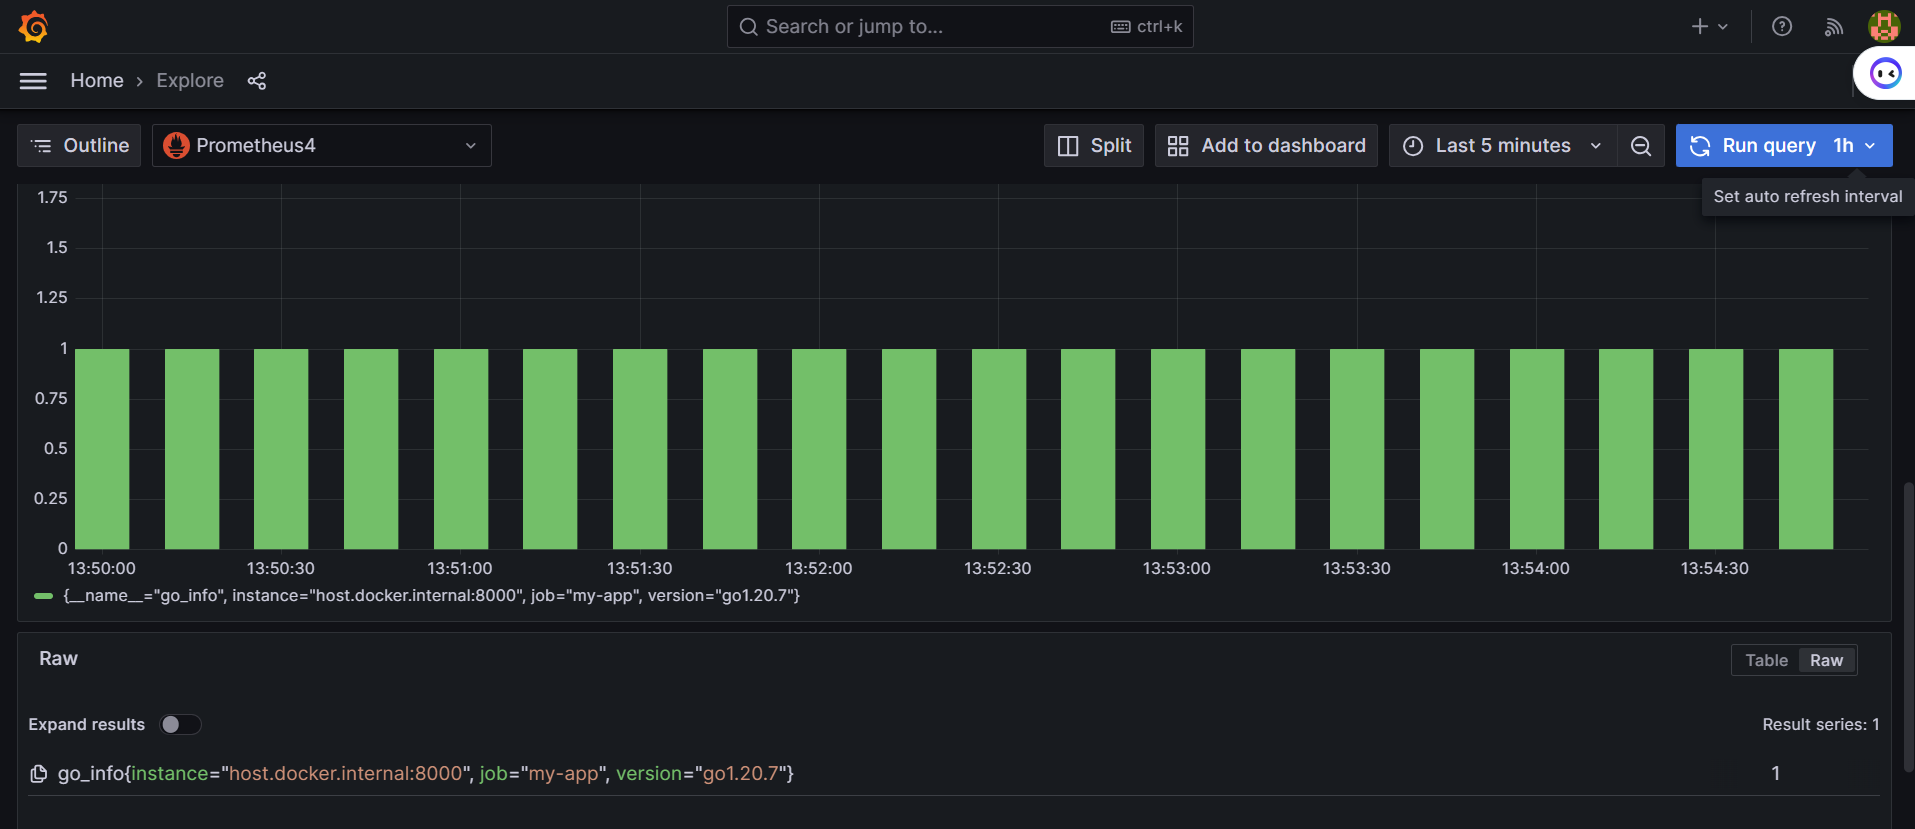 Search or jump to... ctrl+k
Home › Explore
Outline Prometheus4 Split Add to dashboard Last 5 minutes Run query 1h
Set auto refresh interval
1.75
1.5
1.25
1
0.75
0.5
0.25
0
13:50:00 13:50:30 13:51:00 13:51:30 13:52:00 13:52:30 13:53:00 13:53:30 13:54:00 13:54:30
{__name__="go_info", instance="host.docker.internal:8000", job="my-app", version="go1.20.7"}
Raw Table Raw
Expand results Result series: 1
go_info{instance="host.docker.internal:8000", job="my-app", version="go1.20.7"} 1